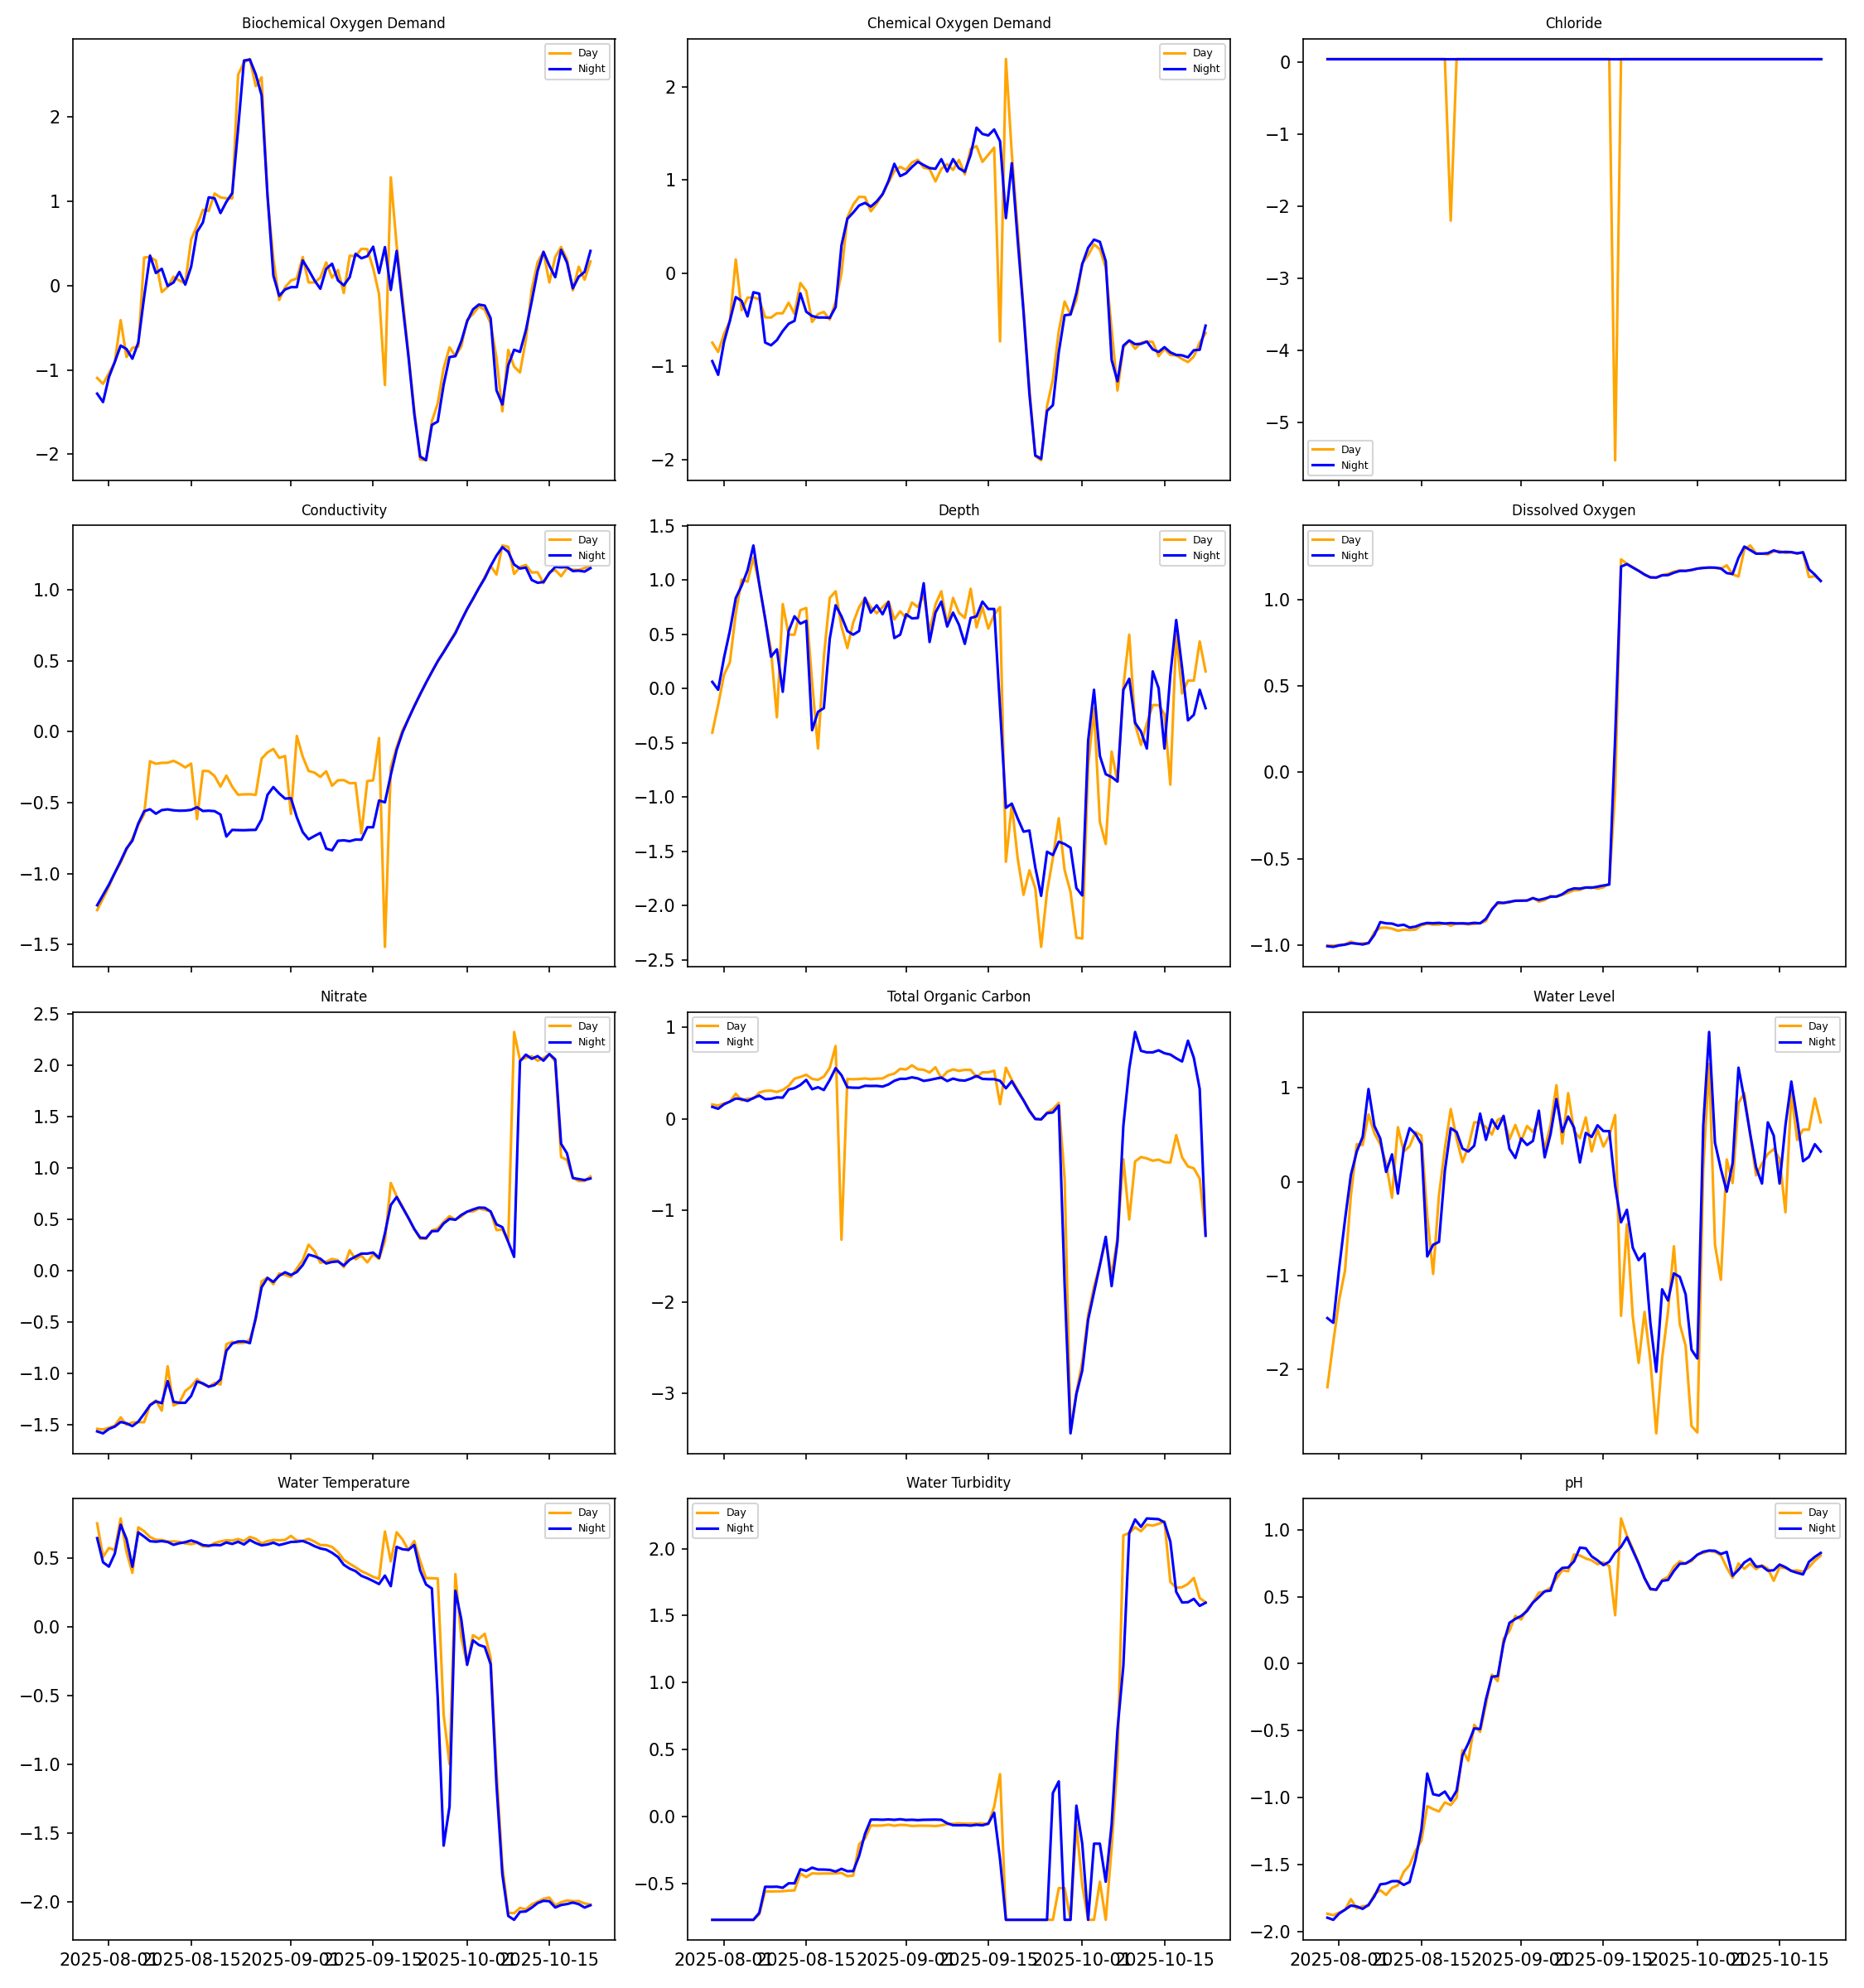 Biochemical Oxygen Demand
Day
Night
2
1
0
−1
−2
Chemical Oxygen Demand
Day
Night
2
1
0
−1
−2
Chloride
0
−1
−2
−3
−4
−5
Day
Night
Conductivity
Day
Night
1.0
0.5
0.0
−0.5
−1.0
−1.5
Depth
Day
Night
1.5
1.0
0.5
0.0
−0.5
−1.0
−1.5
−2.0
−2.5
Dissolved Oxygen
Day
Night
1.0
0.5
0.0
−0.5
−1.0
Nitrate
Day
Night
2.5
2.0
1.5
1.0
0.5
0.0
−0.5
−1.0
−1.5
Total Organic Carbon
Day
Night
1
0
−1
−2
−3
Water Level
Day
Night
1
0
−1
−2
Water Temperature
Day
Night
0.5
0.0
−0.5
−1.0
−1.5
−2.0
2025-08-01 2025-08-15 2025-09-01 2025-09-15 2025-10-01 2025-10-15
Water Turbidity
Day
Night
2.0
1.5
1.0
0.5
0.0
−0.5
2025-08-01 2025-08-15 2025-09-01 2025-09-15 2025-10-01 2025-10-15
pH
Day
Night
1.0
0.5
0.0
−0.5
−1.0
−1.5
−2.0
2025-08-01 2025-08-15 2025-09-01 2025-09-15 2025-10-01 2025-10-15